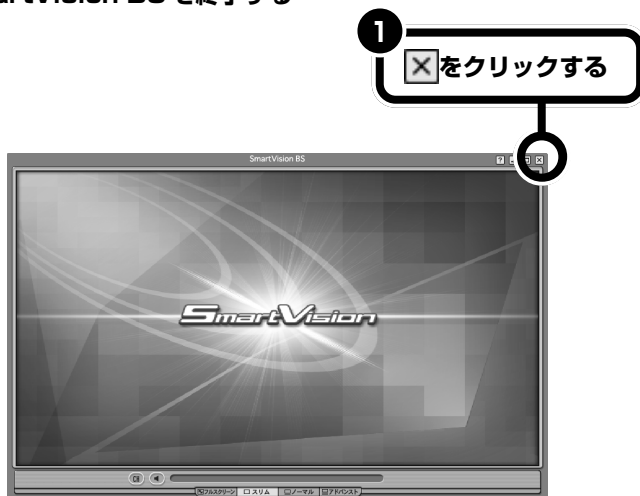 SmartVision BS を終了する
1
×をクリックする
SmartVision BS
SmartVision
フルスクリーン スリム ノーマル アドバンスト